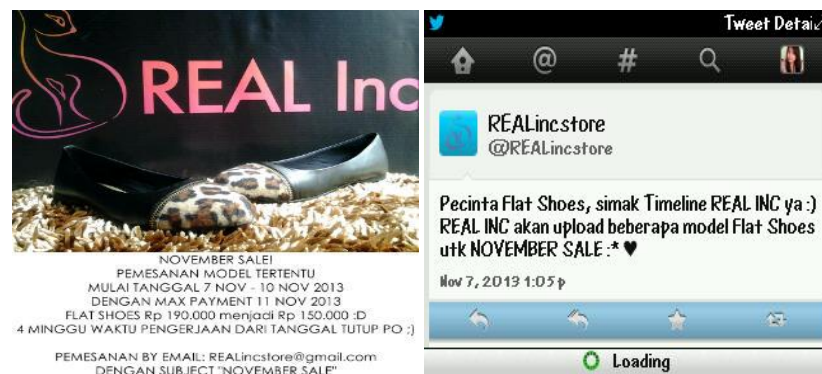 REAL Inc
NOVEMBER SALE!
PEMESANAN MODEL TERTENTU
MULAI TANGGAL 7 NOV - 10 NOV 2013
DENGAN MAX PAYMENT 11 NOV 2013
FLAT SHOES Rp 190.000 menjadi Rp 150.000 :D
4 MINGGU WAKTU PENGERJAAN DARI TANGGAL TUTUP PO ;)
PEMESANAN BY EMAIL: REALincstore@gmail.com
DENGAN SUBJECT "NOVEMBER SALE"
Tweet Detai
@ #
REALincstore
@REALincstore
Pecinta Flat Shoes, simak Timeline REAL INC ya :)
REAL INC akan upload beberapa model Flat Shoes
utk NOVEMBER SALE :* ♥
Nov 7, 2013 1:05 p
Loading